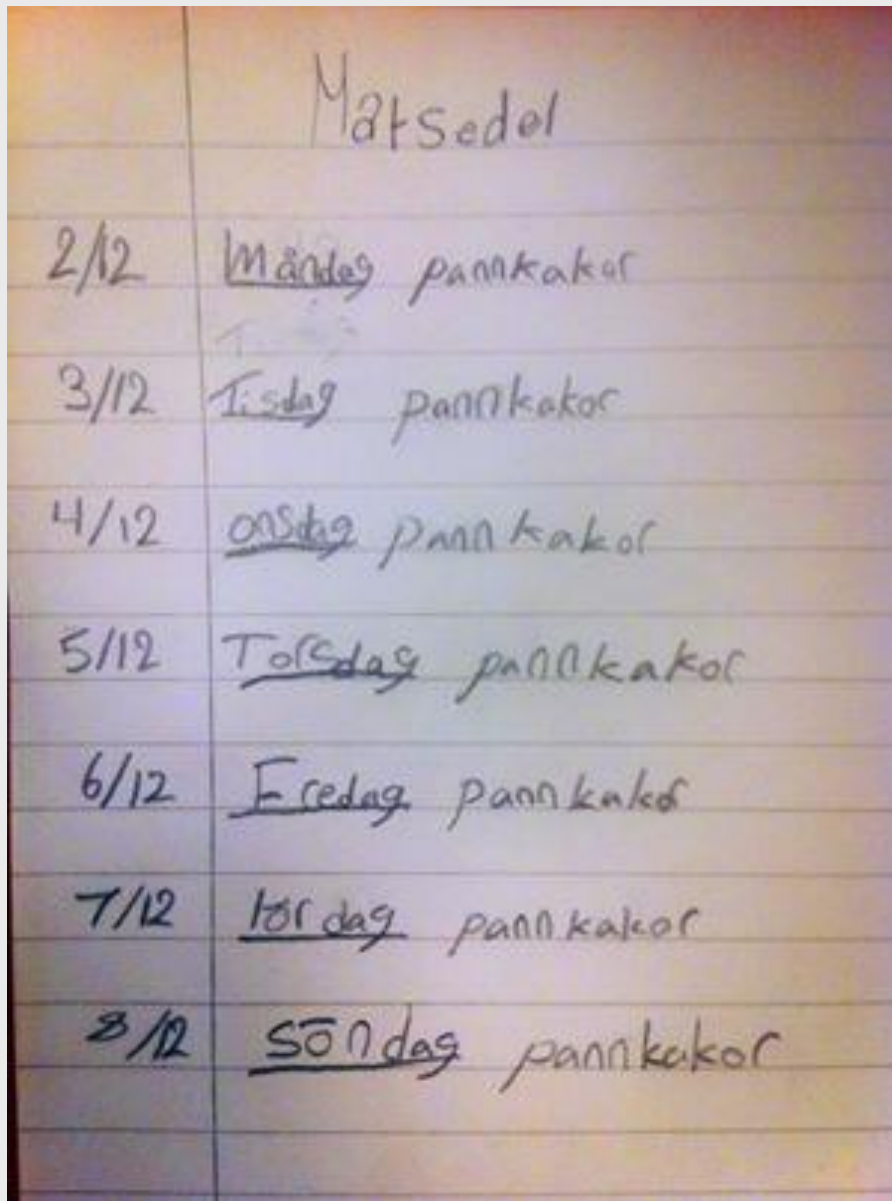 Matsedel
2/12 måndag pannkakor
3/12 Tisdag pannkakor
4/12 onsdag pannkakor
5/12 Torsdag pannkakor
6/12 Fredag pannkakor
7/12 lördag pannkakor
8/12 söndag pannkakor